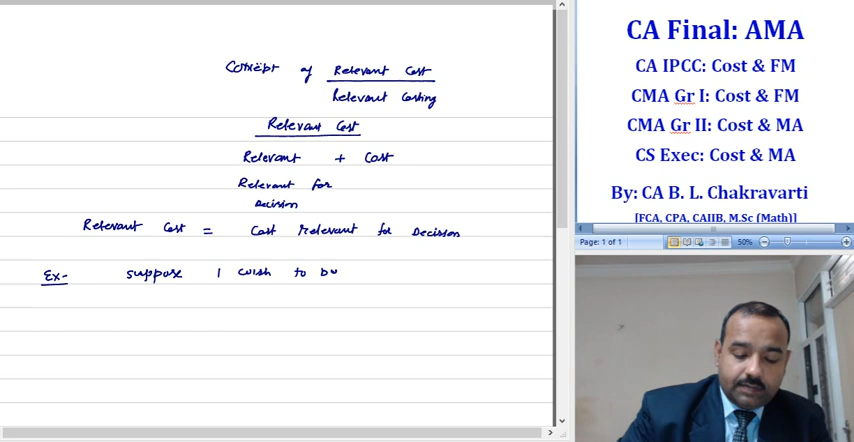 Concept of Relevant Cost
Relevant Costing
Relevant Cost
Relevant + Cost
Relevant for
Decision
Relevant Cost = Cost Relevant for Decision
Ex- suppose I wish to bu
CA Final: AMA
CA IPCC: Cost & FM
CMA Gr I: Cost & FM
CMA Gr II: Cost & MA
CS Exec: Cost & MA
By: CA B. L. Chakravarti
[FCA, CPA, CAIIB, M.Sc (Math)]
Page: 1 of 1
50%